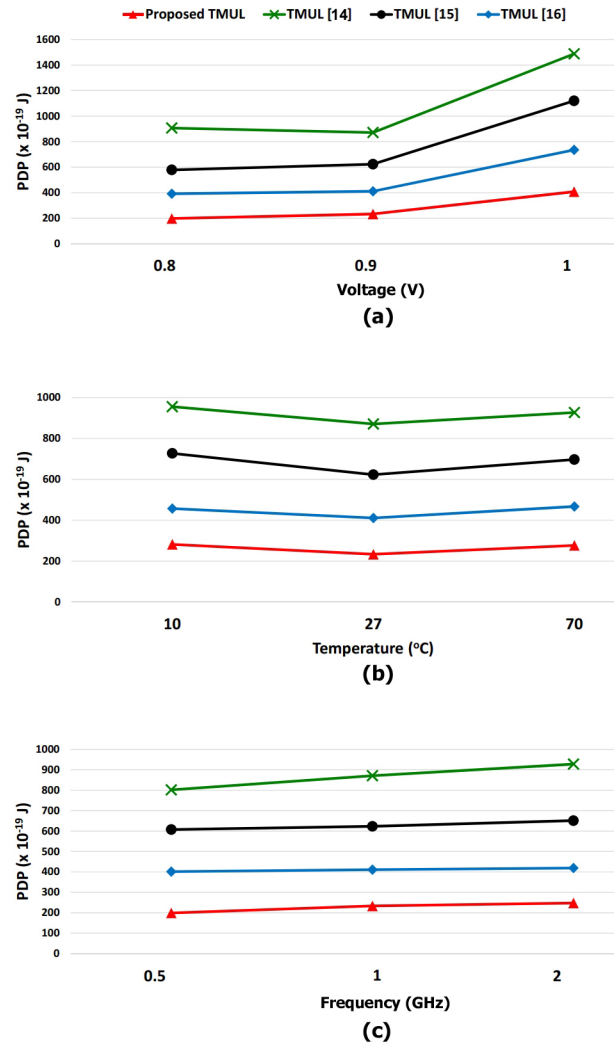 Proposed TMUL TMUL [14] TMUL [15] TMUL [16]
1600
1400
1200
1000
800
600
400
200
0
PDP (x 10⁻¹⁹ J)
0.8 0.9 1
Voltage (V)
(a)
1000
800
600
400
200
0
PDP (x 10⁻¹⁹ J)
10 27 70
Temperature (°C)
(b)
1000
900
800
700
600
500
400
300
200
100
0
PDP (x 10⁻¹⁹ J)
0.5 1 2
Frequency (GHz)
(c)